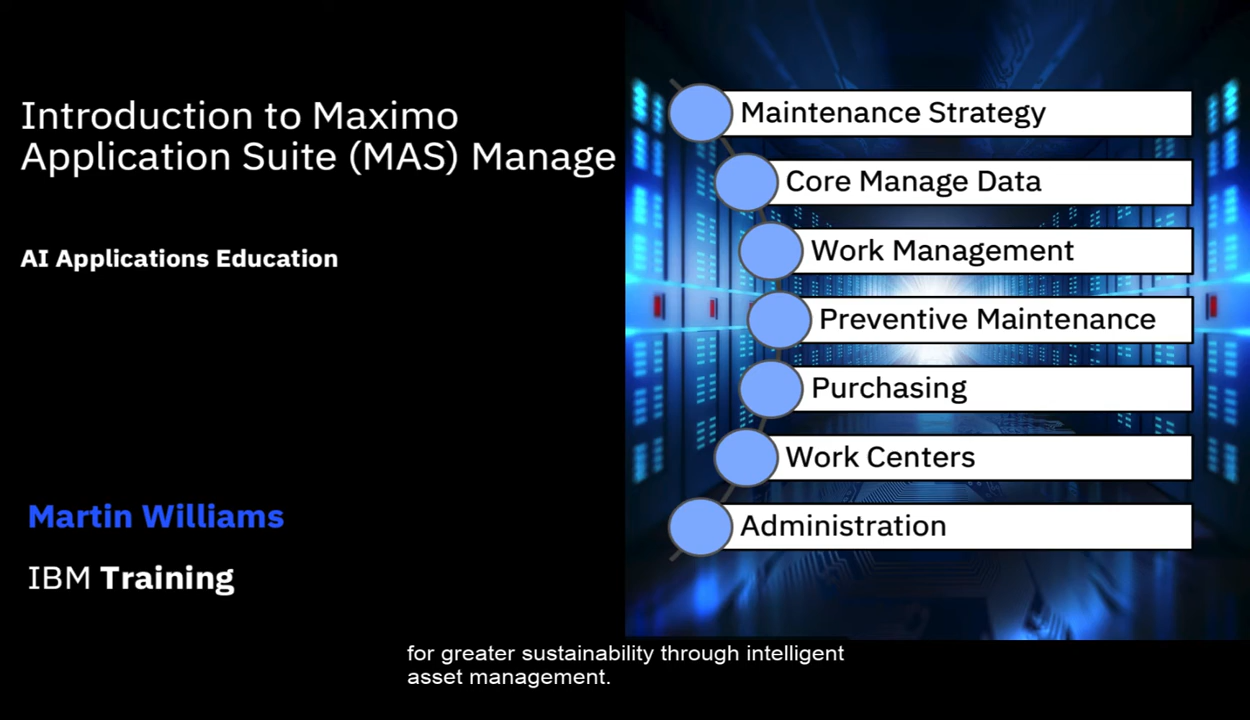 Introduction to Maximo
Application Suite (MAS) Manage
AI Applications Education
Martin Williams
IBM Training
Maintenance Strategy
Core Manage Data
Work Management
Preventive Maintenance
Purchasing
Work Centers
Administration
for greater sustainability through intelligent
asset management.